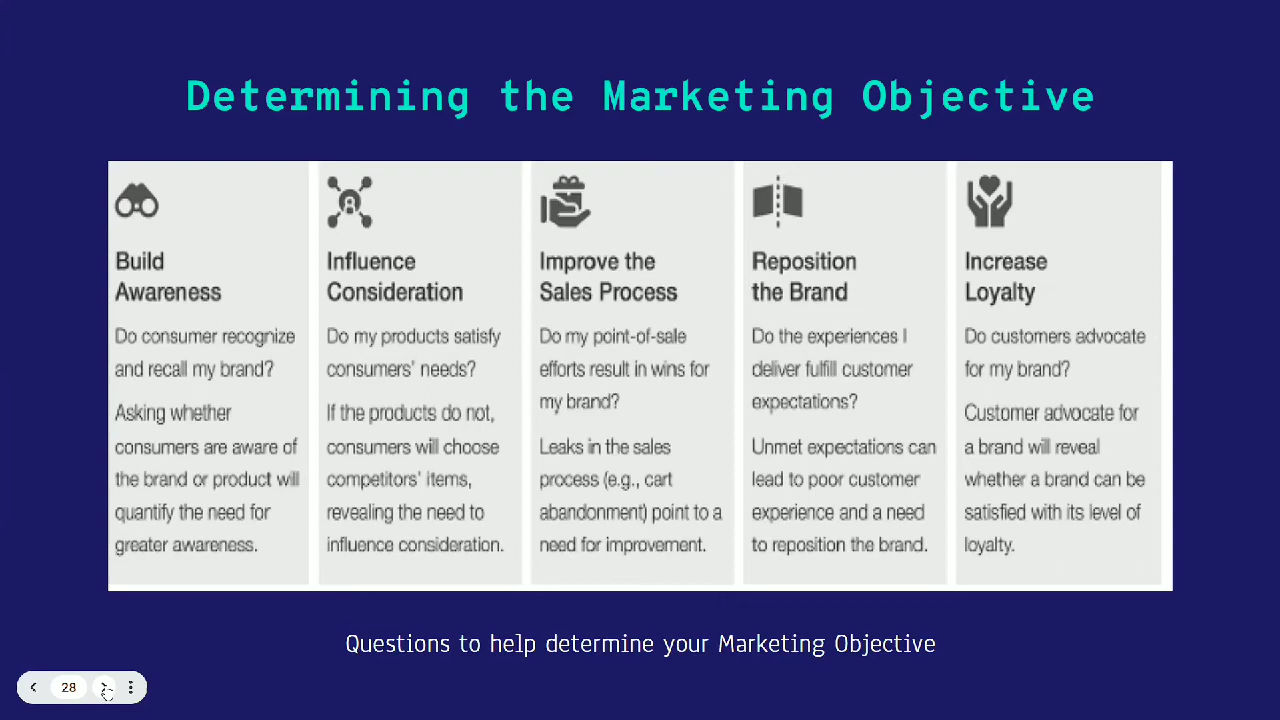 Determining the Marketing Objective
Build
Awareness
Do consumer recognize
and recall my brand?
Asking whether
consumers are aware of
the brand or product will
quantify the need for
greater awareness.
Influence
Consideration
Do my products satisfy
consumers' needs?
If the products do not,
consumers will choose
competitors' items,
revealing the need to
influence consideration.
Improve the
Sales Process
Do my point-of-sale
efforts result in wins for
my brand?
Leaks in the sales
process (e.g., cart
abandonment) point to a
need for improvement.
Reposition
the Brand
Do the experiences I
deliver fulfill customer
expectations?
Unmet expectations can
lead to poor customer
experience and a need
to reposition the brand.
Increase
Loyalty
Do customers advocate
for my brand?
Customer advocate for
a brand will reveal
whether a brand can be
satisfied with its level of
loyalty.
Questions to help determine your Marketing Objective
28